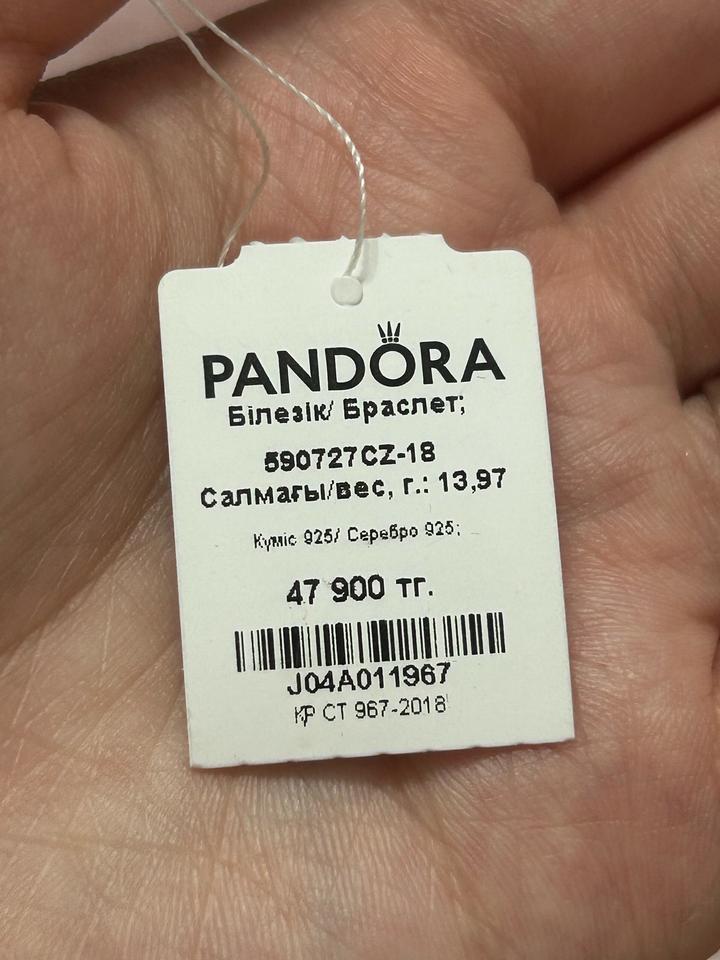 PANDORA
Білезік/ Браслет;
590727CZ-18
Салмағы/вес, г.: 13,97
Күміс 925/ Серебро 925;
47 900 тг.
J04A011967
ҚР СТ 967-2018